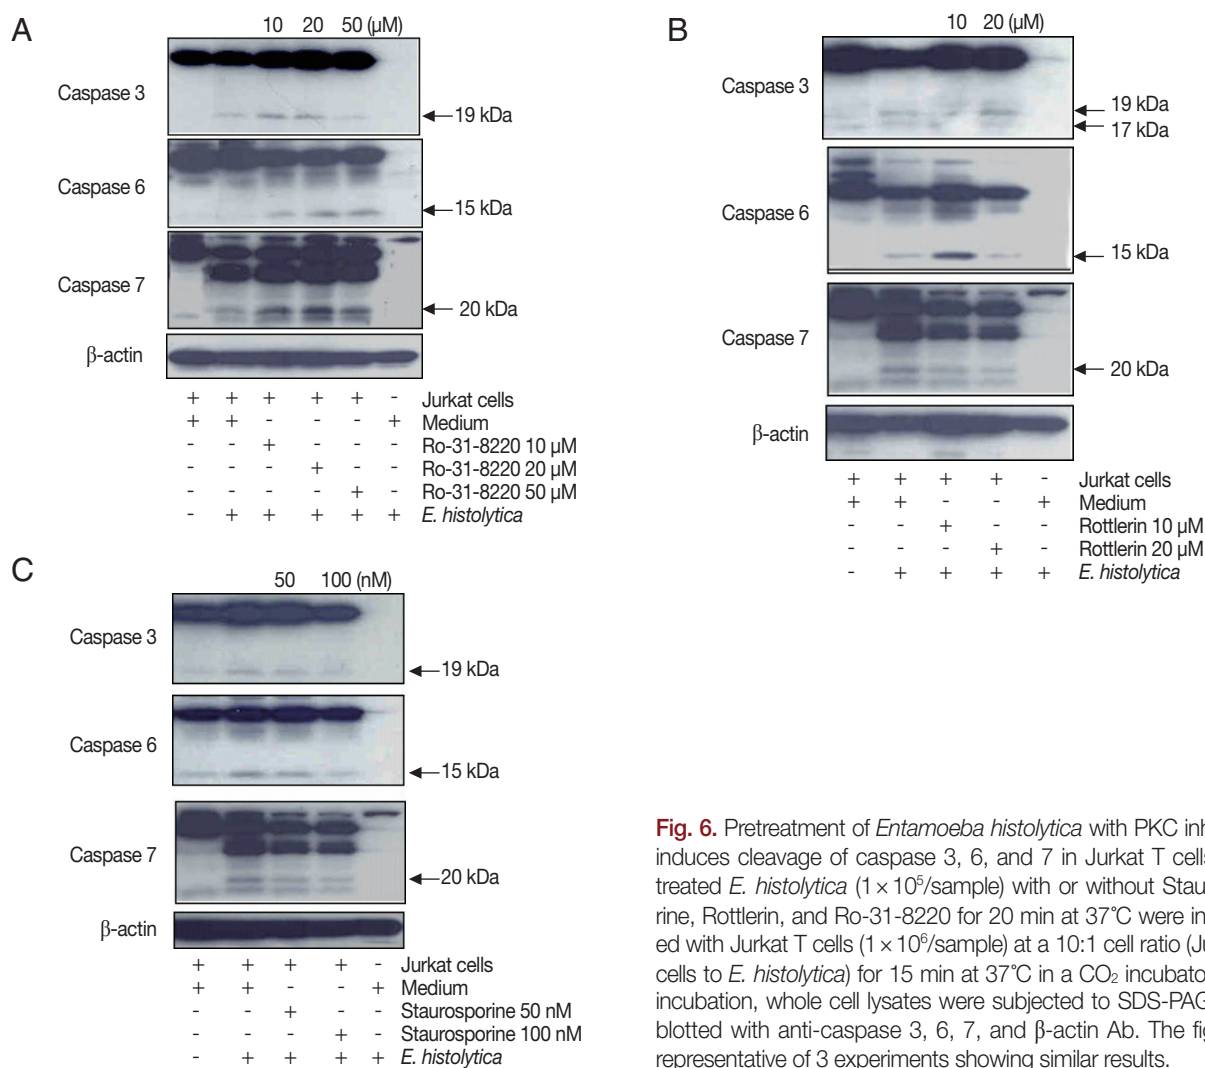 A
10 20 50 (µM)
Caspase 3
19 kDa
Caspase 6
15 kDa
Caspase 7
20 kDa
β-actin
+ + + + + - Jurkat cells
+ + - - - + Medium
- - + - - - Ro-31-8220 10 µM
- - - + - - Ro-31-8220 20 µM
- - - - + - Ro-31-8220 50 µM
- + + + + + E. histolytica
B
10 20 (µM)
Caspase 3
19 kDa
17 kDa
Caspase 6
15 kDa
Caspase 7
20 kDa
β-actin
+ + + + - Jurkat cells
+ + - - + Medium
- - + - - Rottlerin 10 µM
- - - + - Rottlerin 20 µM
- + + + + E. histolytica
C
50 100 (nM)
Caspase 3
19 kDa
Caspase 6
15 kDa
Caspase 7
20 kDa
β-actin
+ + + + - Jurkat cells
+ + - - + Medium
- - + - - Staurosporine 50 nM
- - - + - Staurosporine 100 nM
- + + + + E. histolytica
Fig. 6. Pretreatment of Entamoeba histolytica with PKC inh
induces cleavage of caspase 3, 6, and 7 in Jurkat T cells
treated E. histolytica (1 × 10⁵/sample) with or without Stau
rine, Rottlerin, and Ro-31-8220 for 20 min at 37°C were in
ed with Jurkat T cells (1 × 10⁶/sample) at a 10:1 cell ratio (Ju
cells to E. histolytica) for 15 min at 37°C in a CO₂ incubato
incubation, whole cell lysates were subjected to SDS-PAG
blotted with anti-caspase 3, 6, 7, and β-actin Ab. The fig
representative of 3 experiments showing similar results.